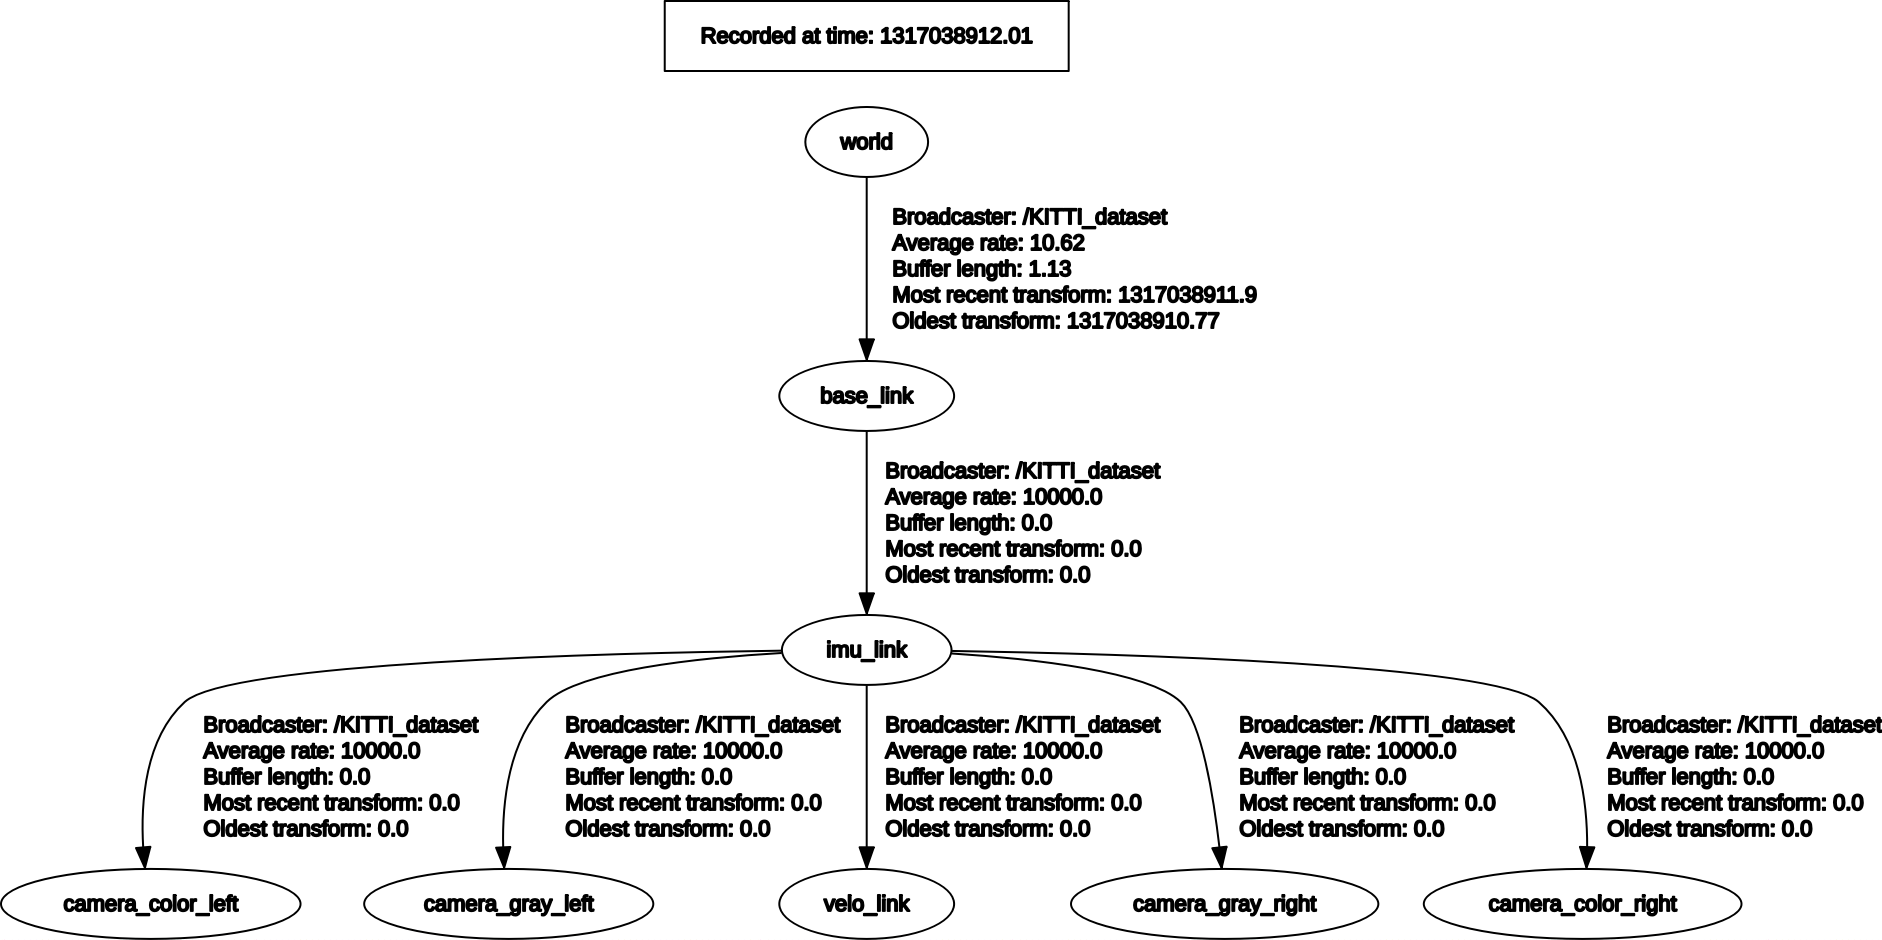 Recorded at time: 1317038912.01
world
Broadcaster: /KITTI_dataset
Average rate: 10.62
Buffer length: 1.13
Most recent transform: 1317038911.9
Oldest transform: 1317038910.77
base_link
Broadcaster: /KITTI_dataset
Average rate: 10000.0
Buffer length: 0.0
Most recent transform: 0.0
Oldest transform: 0.0
imu_link
Broadcaster: /KITTI_dataset
Average rate: 10000.0
Buffer length: 0.0
Most recent transform: 0.0
Oldest transform: 0.0
Broadcaster: /KITTI_dataset
Average rate: 10000.0
Buffer length: 0.0
Most recent transform: 0.0
Oldest transform: 0.0
Broadcaster: /KITTI_dataset
Average rate: 10000.0
Buffer length: 0.0
Most recent transform: 0.0
Oldest transform: 0.0
Broadcaster: /KITTI_dataset
Average rate: 10000.0
Buffer length: 0.0
Most recent transform: 0.0
Oldest transform: 0.0
Broadcaster: /KITTI_dataset
Average rate: 10000.0
Buffer length: 0.0
Most recent transform: 0.0
Oldest transform: 0.0
camera_color_left
camera_gray_left
velo_link
camera_gray_right
camera_color_right